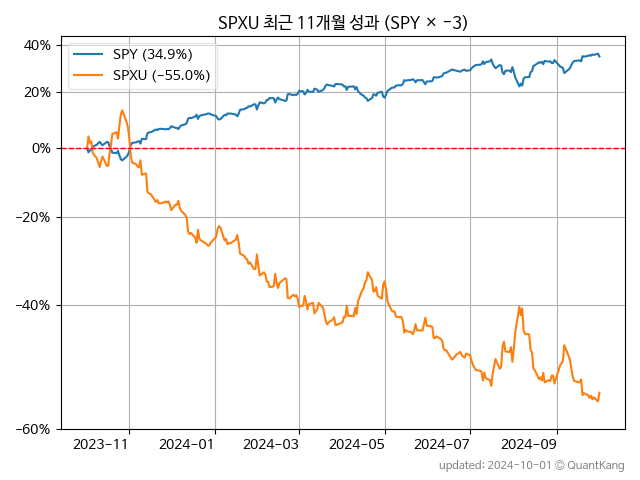 SPXU 최근 11개월 성과 (SPY × −3)
SPY (34.9%)
SPXU (−55.0%)
40%
20%
0%
−20%
−40%
−60%
2023−11 2024−01 2024−03 2024−05 2024−07 2024−09
updated: 2024-10-01 © QuantKang